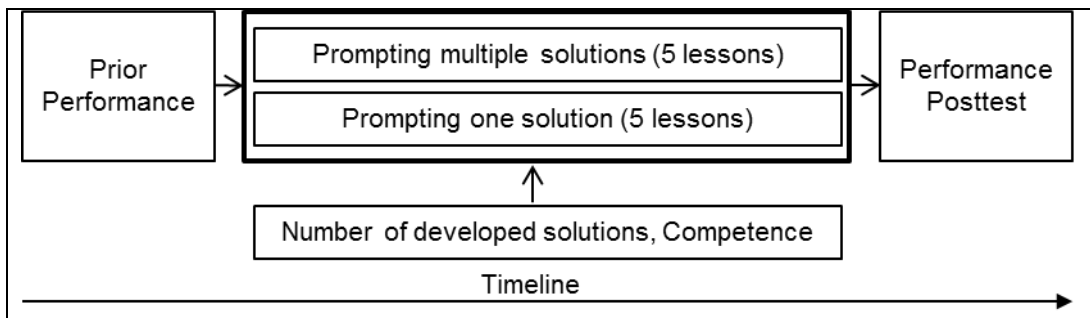 Prior
Performance
Prompting multiple solutions (5 lessons)
Prompting one solution (5 lessons)
Performance
Posttest
Number of developed solutions, Competence
Timeline